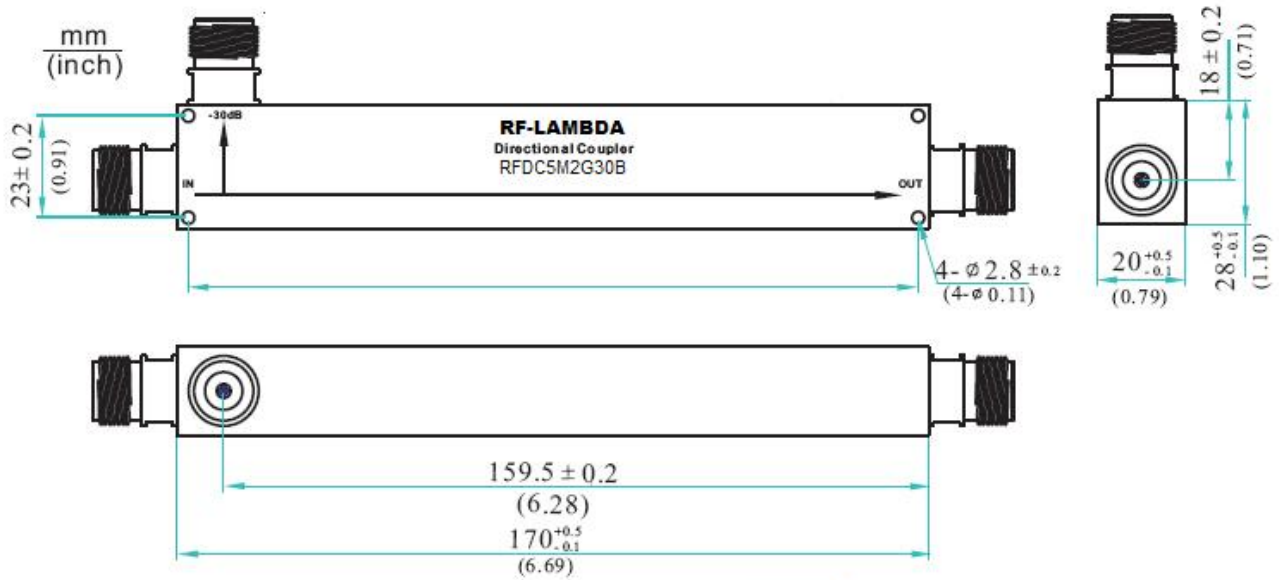 mm
(inch)
-30dB
RF-LAMBDA
Directional Coupler
RFDC5M2G30B
IN
OUT
23± 0.2
(0.91)
4-ø2.8 ±0.2
(4-ø0.11)
18 ± 0.2
(0.71)
20 +0.5 -0.1
(0.79)
28 +0.5 -0.1
(1.10)
159.5 ± 0.2
(6.28)
170 +0.5 -0.1
(6.69)